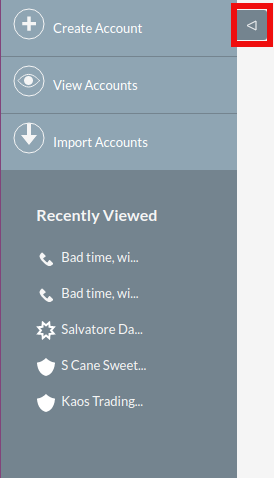 Create Account
View Accounts
Import Accounts
Recently Viewed
Bad time, wi...
Bad time, wi...
Salvatore Da...
S Cane Sweet...
Kaos Trading...